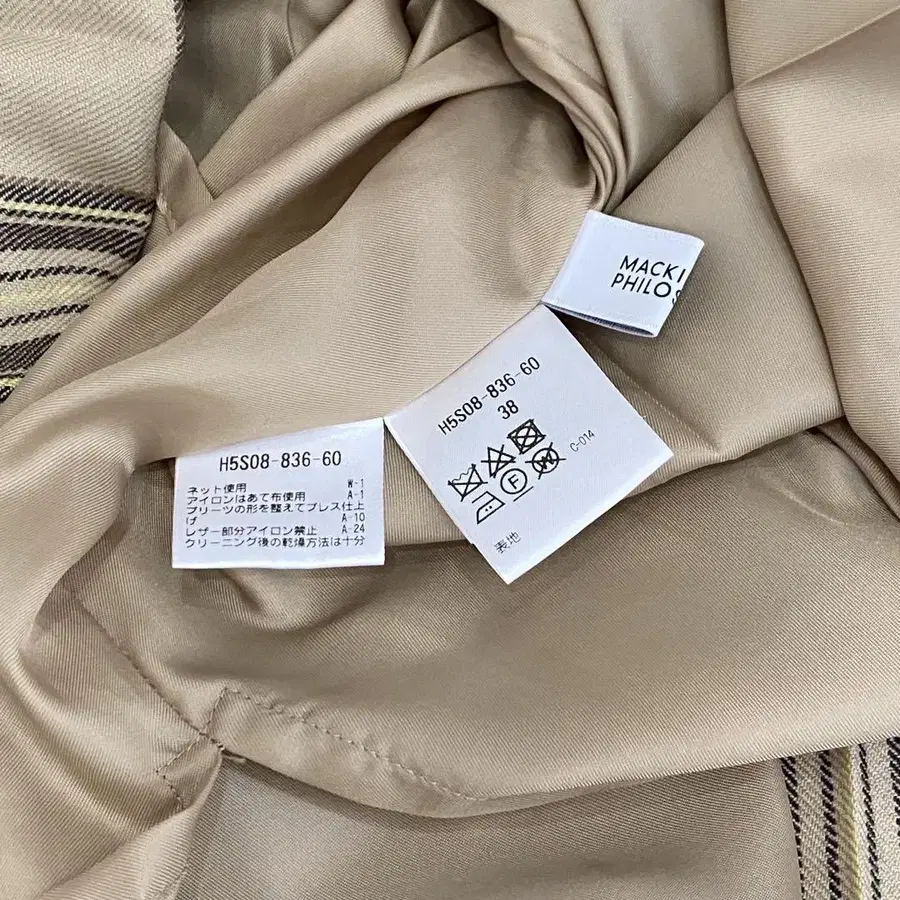 MACKI
PHILOS
H5S08-836-60
38
C-014
F
W
表地
H5S08-836-60
ネット使用 W-1
アイロンはあて布使用 A-1
プリーツの形を整えてプレス仕上
げ A-10
レザー部分アイロン禁止 A-24
クリーニング後の乾燥方法は十分